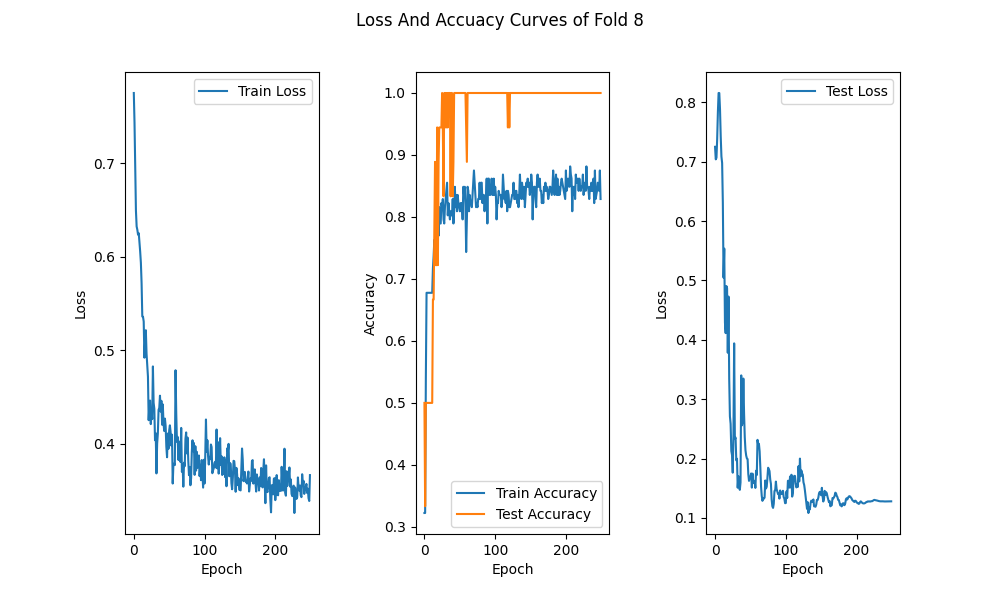 Loss And Accuacy Curves of Fold 8
Train Loss
Loss
0.7
0.6
0.5
0.4
0
100
200
Epoch
Accuracy
1.0
0.9
0.8
0.7
0.6
0.5
0.4
0.3
Train Accuracy
Test Accuracy
0
100
200
Epoch
Test Loss
Loss
0.8
0.7
0.6
0.5
0.4
0.3
0.2
0.1
0
100
200
Epoch